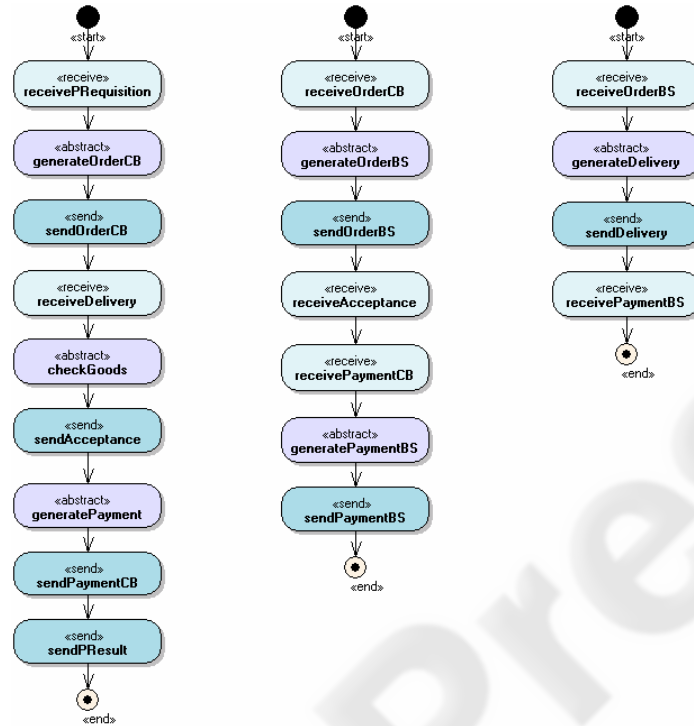 «start»
«receive»
receivePRequisition
«abstract»
generateOrderCB
«send»
sendOrderCB
«receive»
receiveDelivery
«abstract»
checkGoods
«send»
sendAcceptance
«abstract»
generatePayment
«send»
sendPaymentCB
«send»
sendPResult
«end»
«start»
«receive»
receiveOrderCB
«abstract»
generateOrderBS
«send»
sendOrderBS
«receive»
receiveAcceptance
«receive»
receivePaymentCB
«abstract»
generatePaymentBS
«send»
sendPaymentBS
«end»
«start»
«receive»
receiveOrderBS
«abstract»
generateDelivery
«send»
sendDelivery
«receive»
receivePaymentBS
«end»
Pres